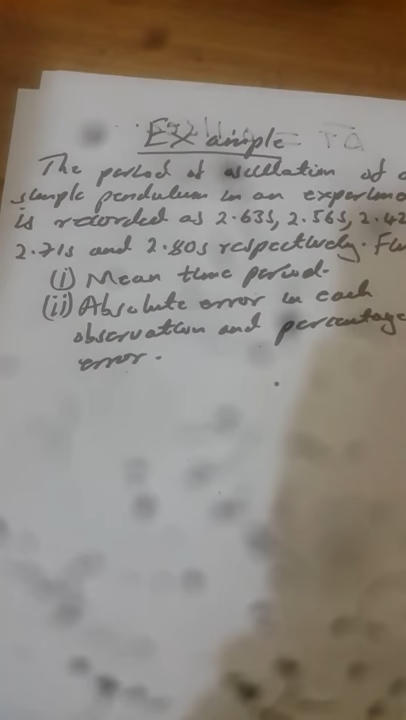 Example
The period of oscillation of a
simple pendulum in an experime
is recorded as 2.63s, 2.56s, 2.42
2.71s and 2.80s respectively. Fin
(i) Mean time period.
(ii) Absolute error in each
observation and percentage
error.